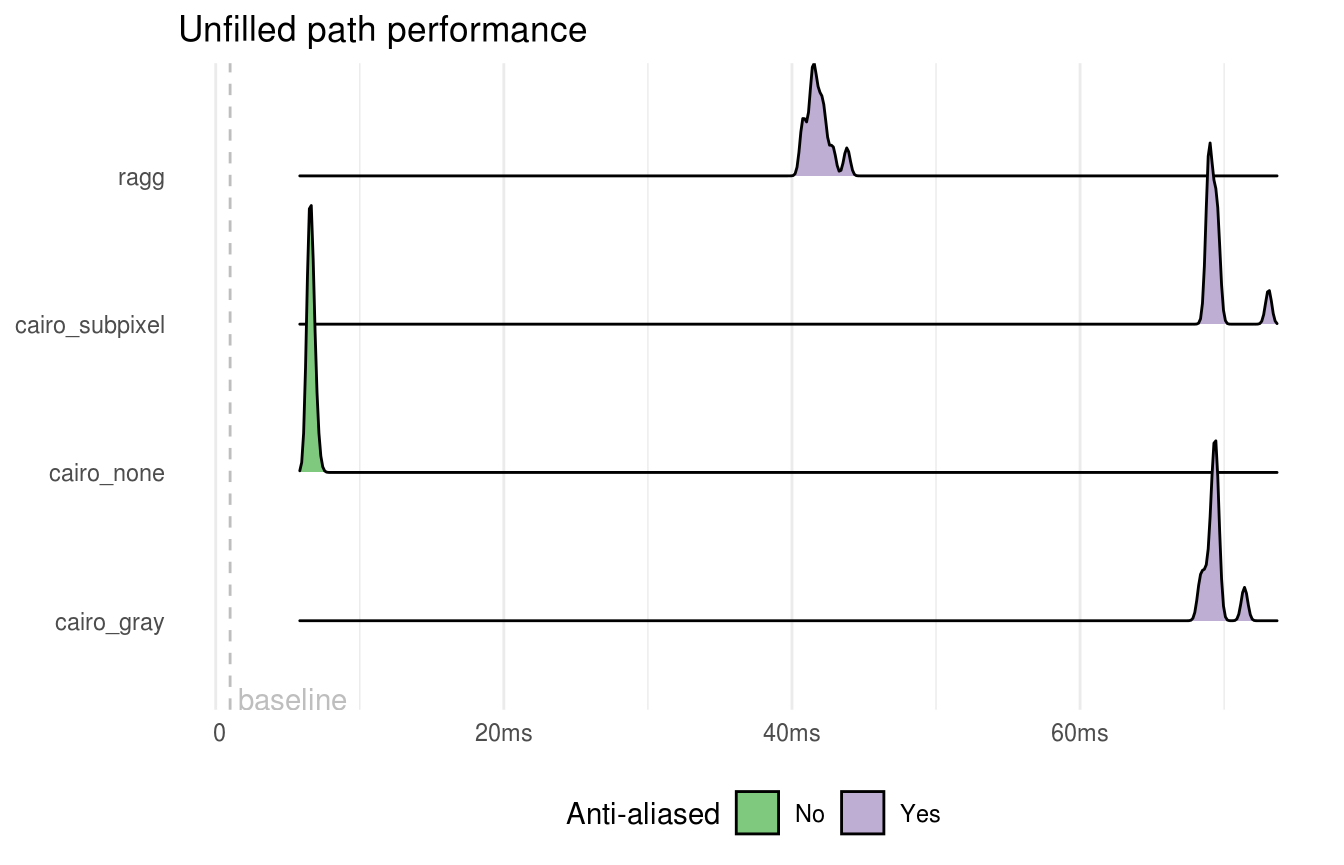 Unfilled path performance
ragg
cairo_subpixel
cairo_none
cairo_gray
baseline
0 20ms 40ms 60ms
Anti-aliased No Yes